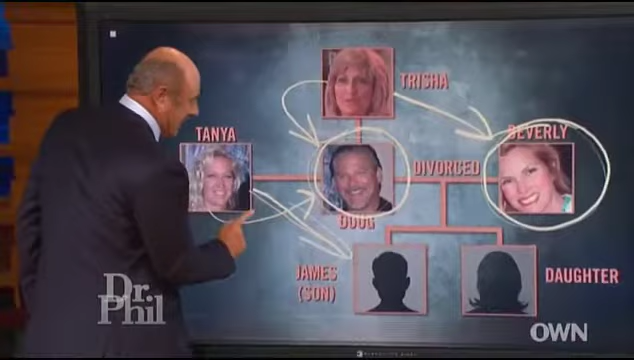 TRISHA
TANYA
BEVERLY
DIVORCED
DOUG
JAMES
(SON)
DAUGHTER
Dr.
Phil
OWN